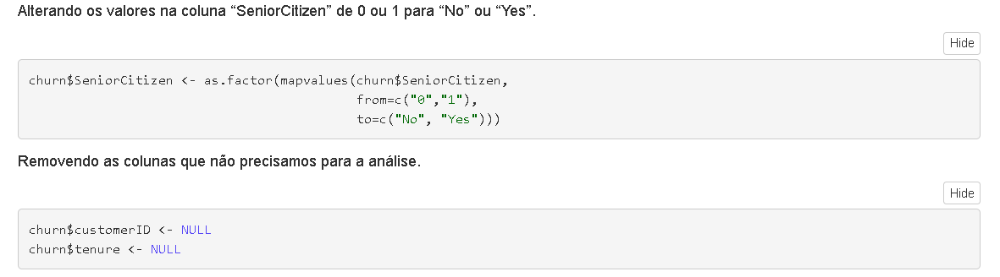 Alterando os valores na coluna “SeniorCitizen” de 0 ou 1 para “No” ou “Yes”.
Hide
churn$SeniorCitizen <- as.factor(mapvalues(churn$SeniorCitizen,
from=c("0","1"),
to=c("No", "Yes")))
Removendo as colunas que não precisamos para a análise.
Hide
churn$customerID <- NULL
churn$tenure <- NULL